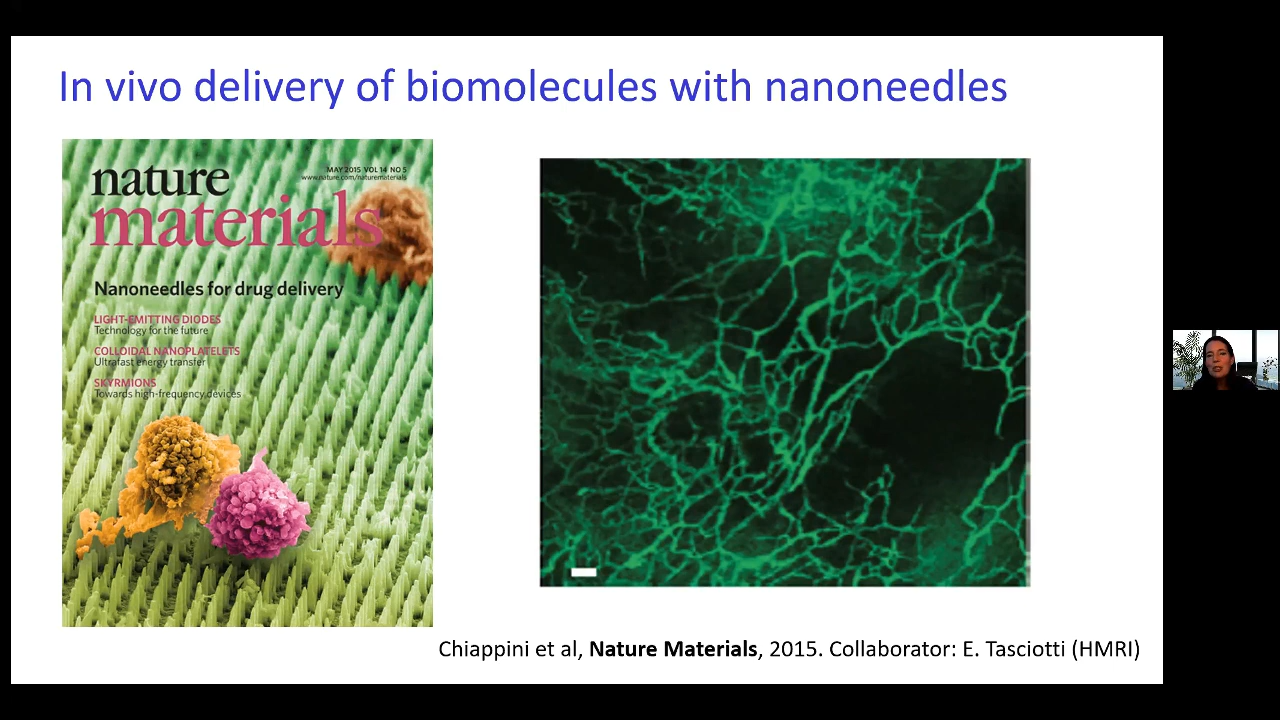 In vivo delivery of biomolecules with nanoneedles
MAY 2015 VOL 14 NO 5
www.nature.com/naturematerials
nature
materials
Nanoneedles for drug delivery
LIGHT-EMITTING DIODES
Technology for the future
COLLOIDAL NANOPLATELETS
Ultrafast energy transfer
SKYRMIONS
Towards high-frequency devices
Chiappini et al, Nature Materials, 2015. Collaborator: E. Tasciotti (HMRI)